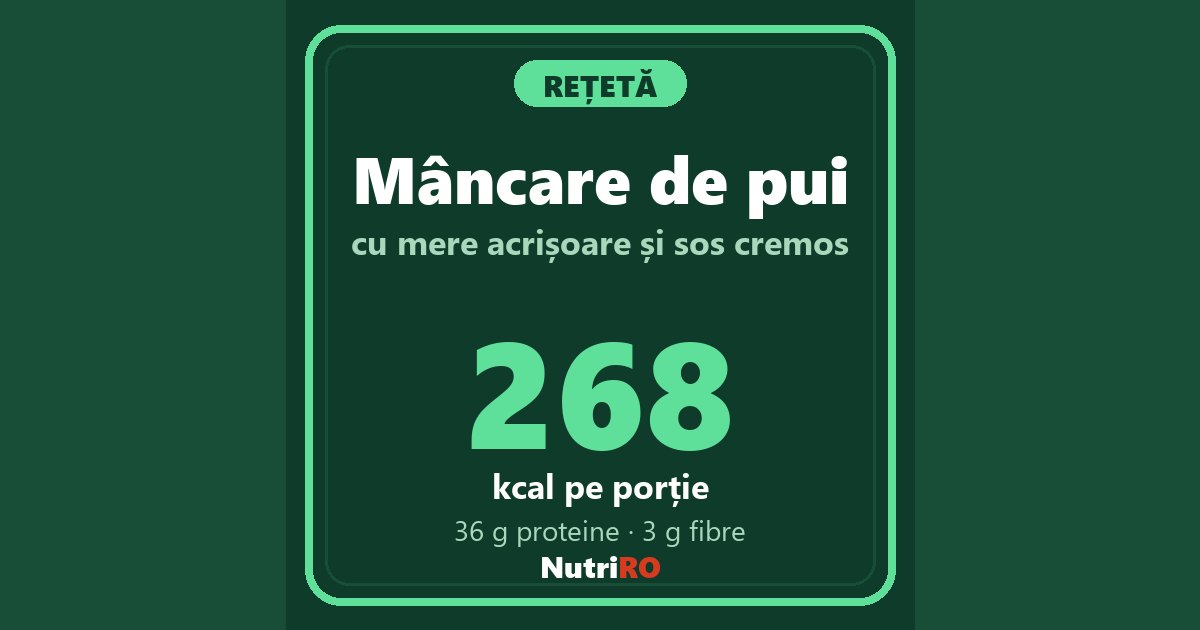 REȚETĂ
Mâncare de pui
cu mere acrișoare și sos cremos
268
kcal pe porție
36 g proteine · 3 g fibre
NutriRO